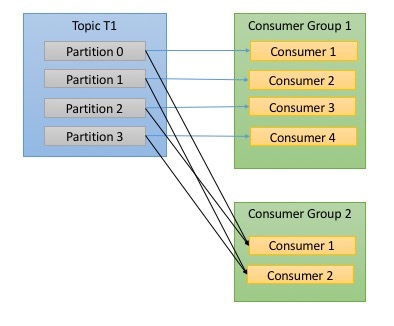 Topic T1
Partition 0
Partition 1
Partition 2
Partition 3
Consumer Group 1
Consumer 1
Consumer 2
Consumer 3
Consumer 4
Consumer Group 2
Consumer 1
Consumer 2